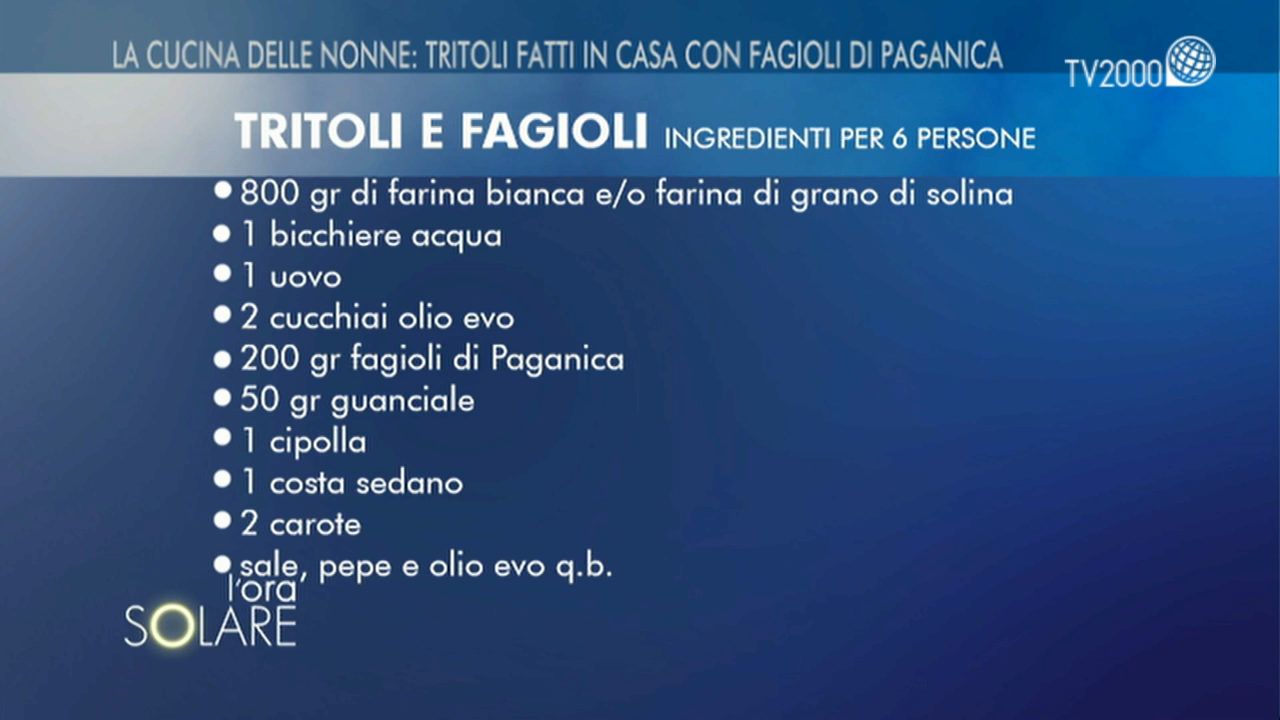 LA CUCINA DELLE NONNE: TRITOLI FATTI IN CASA CON FAGIOLI DI PAGANICA
TV2000
TRITOLI E FAGIOLI INGREDIENTI PER 6 PERSONE
● 800 gr di farina bianca e/o farina di grano di solina
● 1 bicchiere acqua
● 1 uovo
● 2 cucchiai olio evo
● 200 gr fagioli di Paganica
● 50 gr guanciale
● 1 cipolla
● 1 costa sedano
● 2 carote
● sale, pepe e olio evo q.b.
l'ora
SOLARE